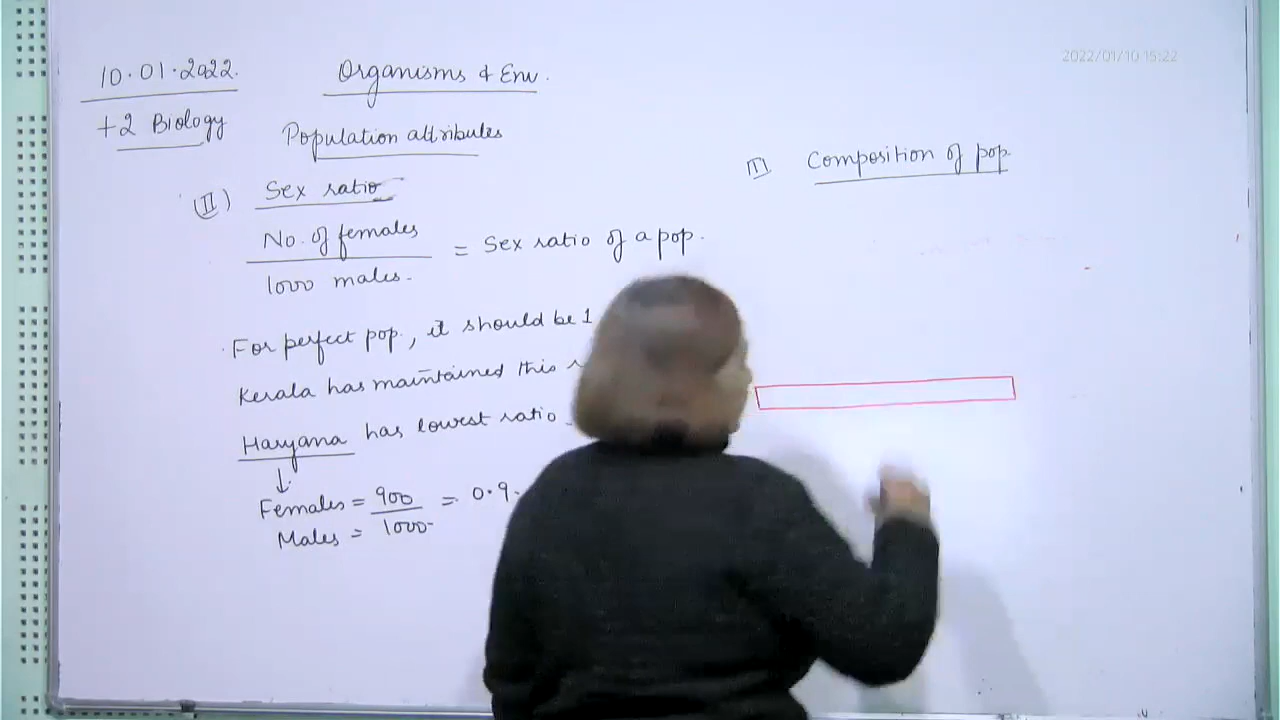 10.01.2022.
Organisms & Env.
2022/01/10 15:22
+2 Biology
Population attributes
III Composition of pop.
(II) Sex ratio
No. of females
1000 males.
= Sex ratio of a pop.
For perfect pop., it should be 1
Kerala has maintained this
Haryana has lowest ratio
↓
Females = 900
Males = 1000
= 0.9.